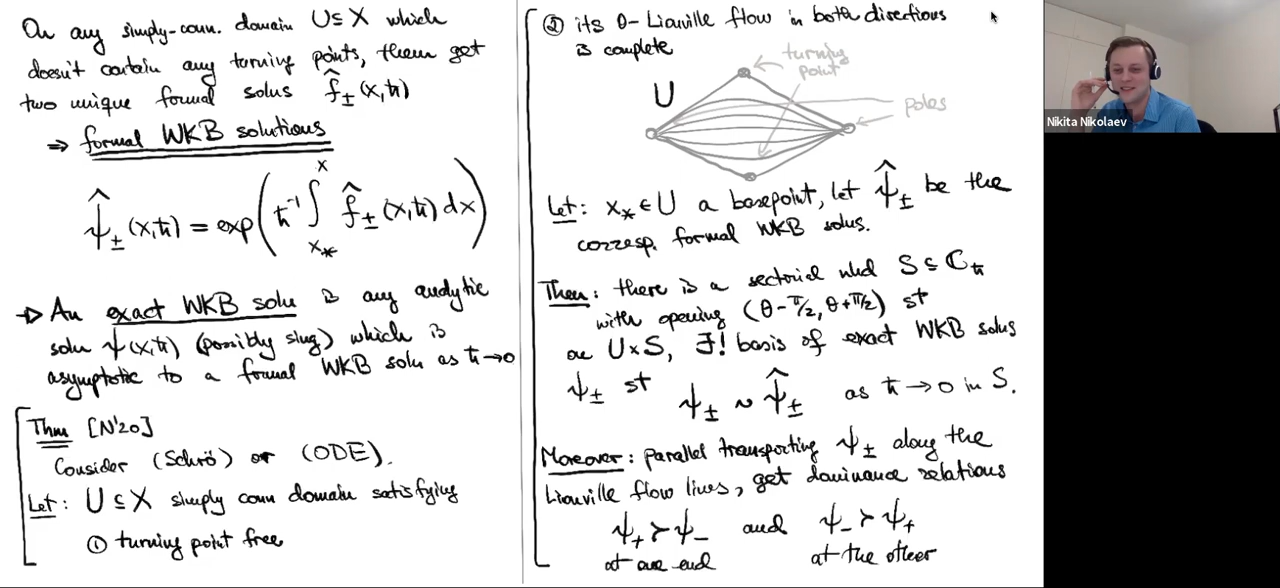 On any simply-conn. domain U⊆X which
doesn't contain any turning points, then get
two unique formal solns f̂±(x,ħ)
⇒ formal WKB solutions
ψ̂±(x,ħ) = exp(ħ⁻¹ ∫_{x_*}^{x} f̂±(x,ħ) dx)
→ An exact WKB soln is any analytic
soln ψ(x,ħ) (possibly sing) which is
asymptotic to a formal WKB soln as ħ→0
Thm [N'20]
Consider (Schrö) or (ODE).
Let: U⊆X simply conn domain satisfying
① turning point free
② its θ-Liouville flow in both directions
is complete
turning
point
U
poles
Let: x_* ∈ U a basepoint, let ψ̂± be the
corresp. formal WKB solns.
Then: there is a sectorial nhd S⊆ℂ_ħ
with opening (θ-π/2, θ+π/2) st
on U×S, ∃! basis of exact WKB solns
ψ± st ψ± ~ ψ̂± as ħ→0 in S.
Moreover: parallel transporting ψ± along the
Liouville flow lines, get dominance relations
ψ+ ≻ ψ- and ψ- ≻ ψ+
at one end at the other
Nikita Nikolaev